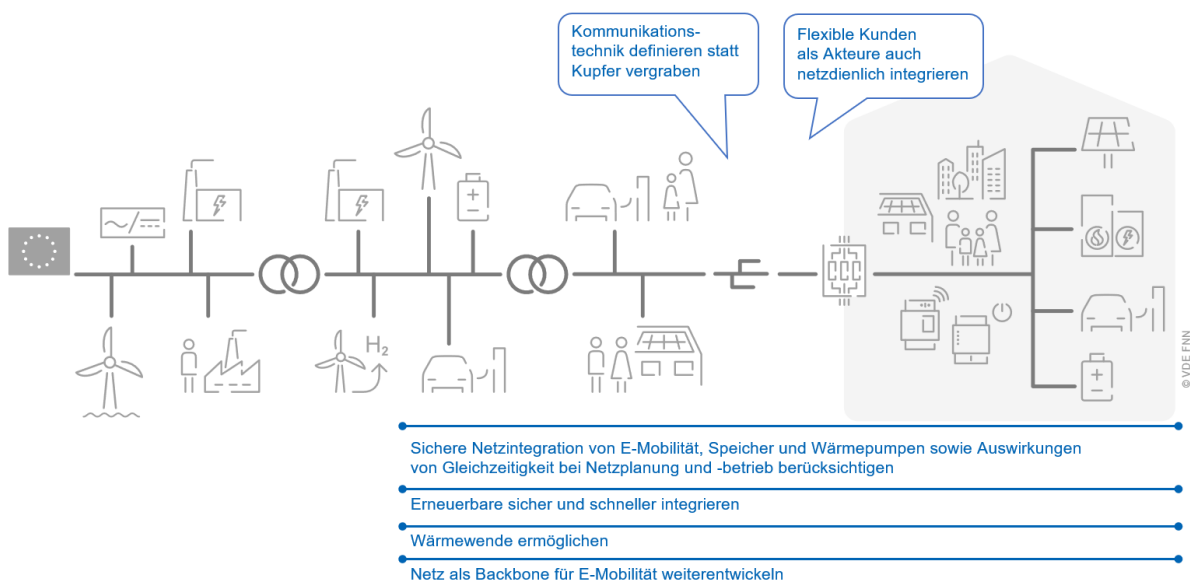 Kommunikations-
technik definieren statt
Kupfer vergraben
Flexible Kunden
als Akteure auch
netzdienlich integrieren
H₂
© VDE FNN
Sichere Netzintegration von E-Mobilität, Speicher und Wärmepumpen sowie Auswirkungen
von Gleichzeitigkeit bei Netzplanung und -betrieb berücksichtigen
Erneuerbare sicher und schneller integrieren
Wärmewende ermöglichen
Netz als Backbone für E-Mobilität weiterentwickeln